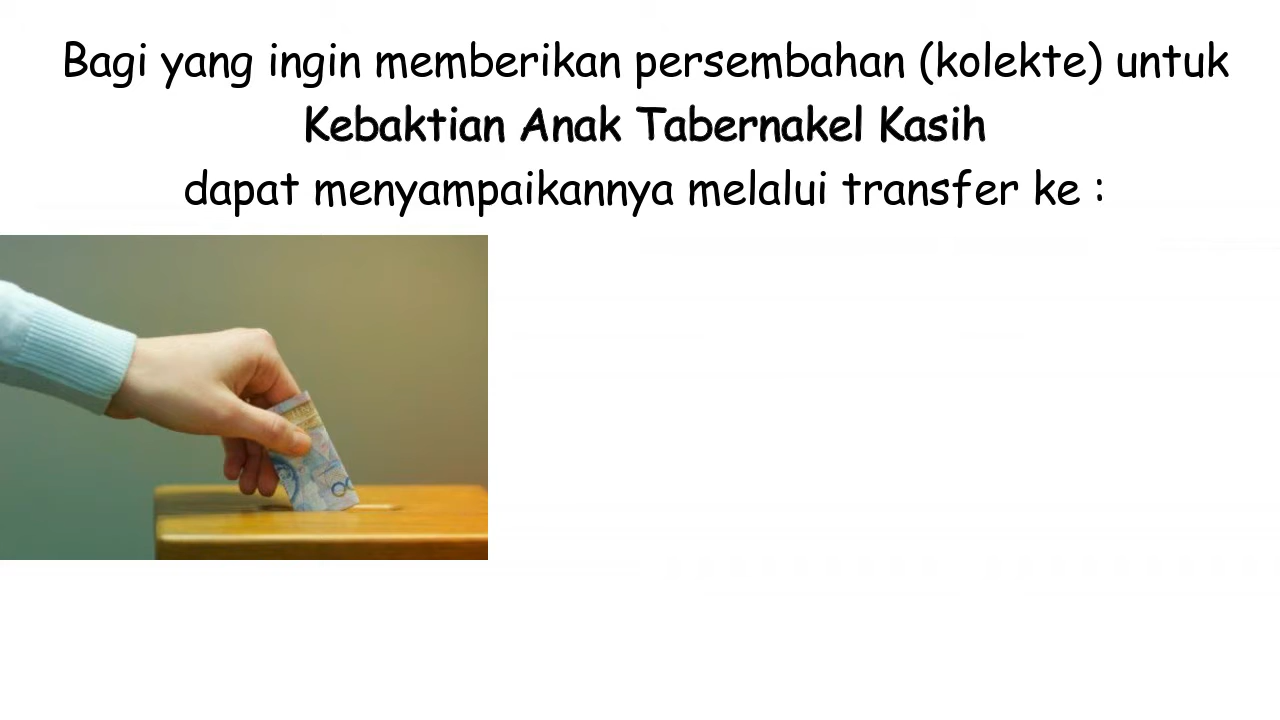 Bagi yang ingin memberikan persembahan (kolekte) untuk
Kebaktian Anak Tabernakel Kasih
dapat menyampaikannya melalui transfer ke :